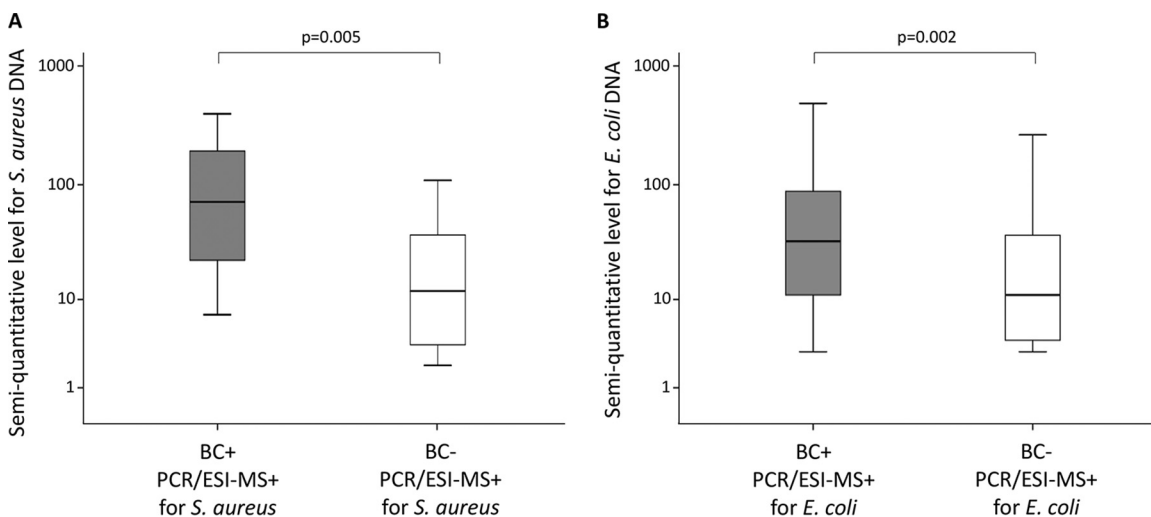 A
p=0.005
Semi-quantitative level for S. aureus DNA
1000
100
10
1
BC+
PCR/ESI-MS+
for S. aureus
BC-
PCR/ESI-MS+
for S. aureus
B
p=0.002
Semi-quantitative level for E. coli DNA
1000
100
10
1
BC+
PCR/ESI-MS+
for E. coli
BC-
PCR/ESI-MS+
for E. coli